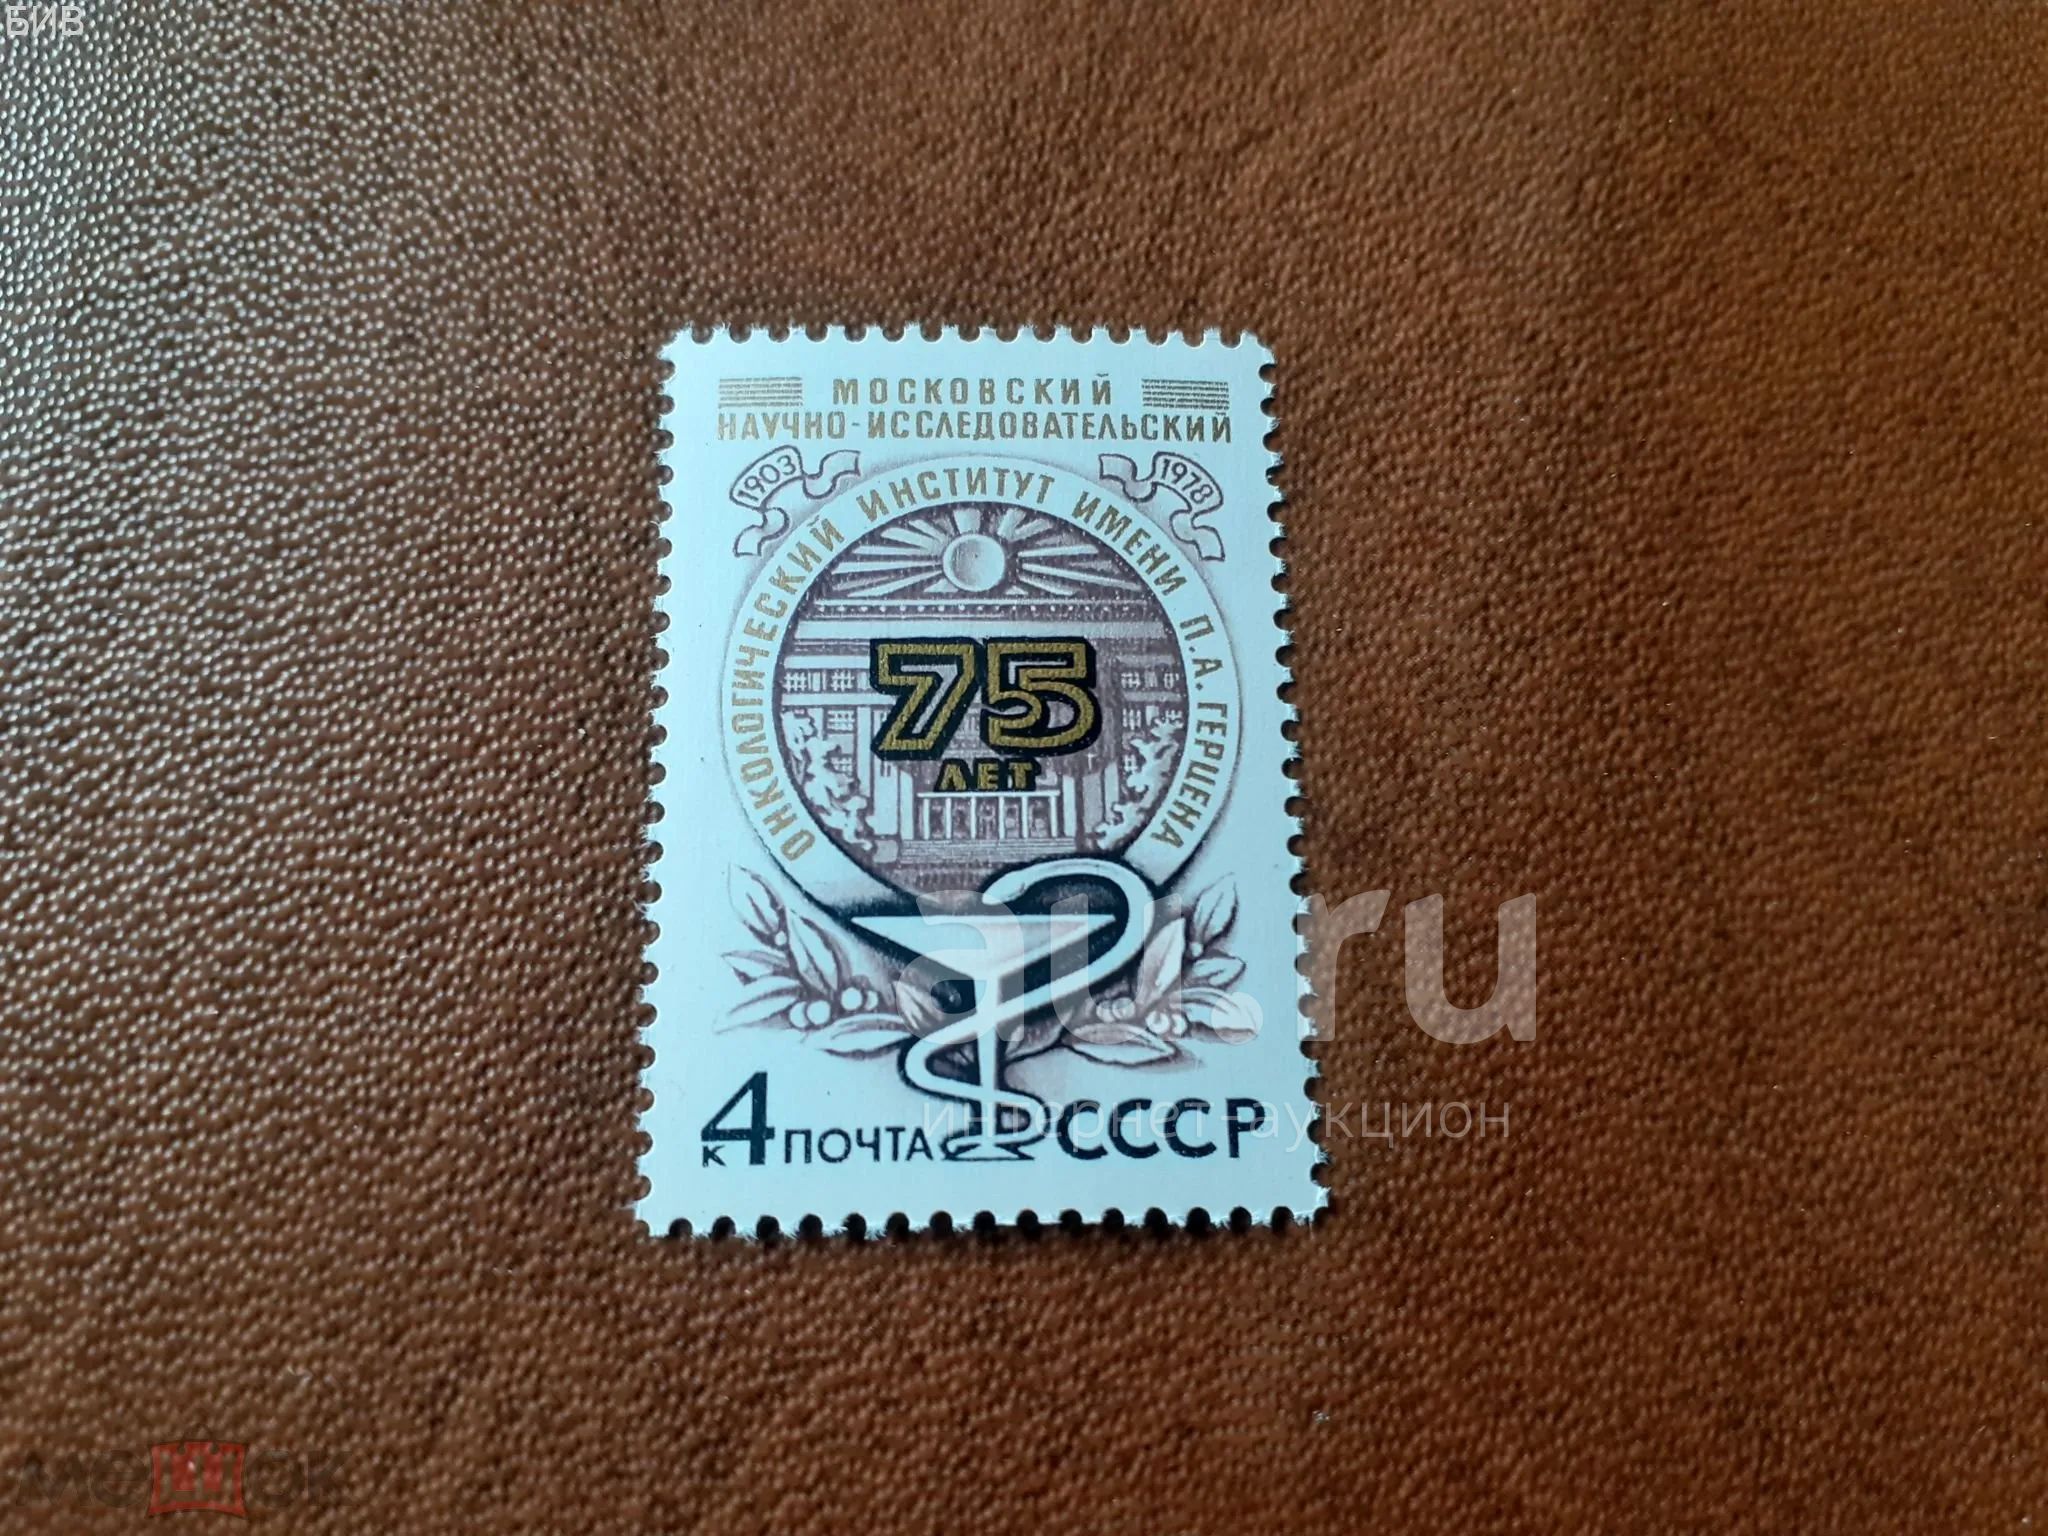 БИВ
МОСКОВСКИЙ
НАУЧНО-ИССЛЕДОВАТЕЛЬСКИЙ
1903
1978
ОНКОЛОГИЧЕСКИЙ ИНСТИТУТ ИМЕНИ П.А. ГЕРЦЕНА
75
ЛЕТ
au.ru
интернет-аукцион
4 к ПОЧТА СССР
мешок